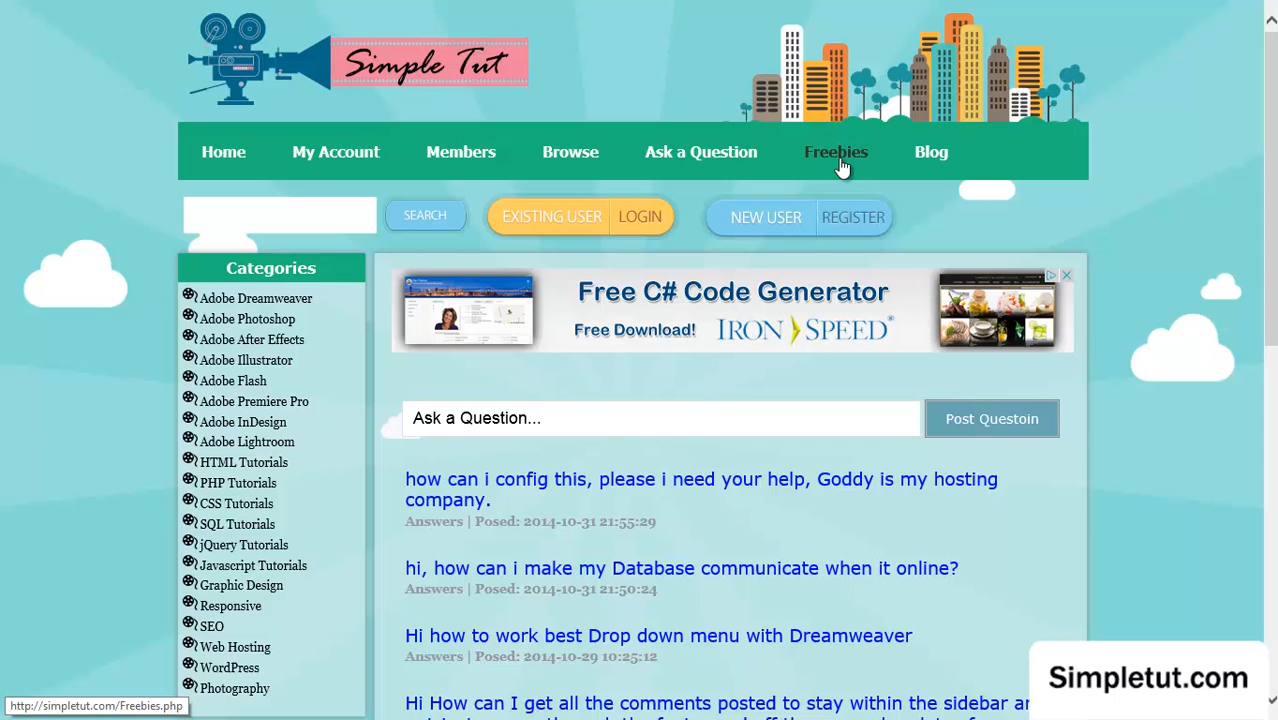 Simple Tut
Home My Account Members Browse Ask a Question Freebies Blog
SEARCH EXISTING USER LOGIN NEW USER REGISTER
Categories
Adobe Dreamweaver
Adobe Photoshop
Adobe After Effects
Adobe Illustrator
Adobe Flash
Adobe Premiere Pro
Adobe InDesign
Adobe Lightroom
HTML Tutorials
PHP Tutorials
CSS Tutorials
SQL Tutorials
jQuery Tutorials
Javascript Tutorials
Graphic Design
Responsive
SEO
Web Hosting
WordPress
Photography
Free C# Code Generator
Free Download! IRON SPEED®
Ask a Question... Post Questoin
how can i config this, please i need your help, Goddy is my hosting
company.
Answers | Posed: 2014-10-31 21:55:29
hi, how can i make my Database communicate when it online?
Answers | Posed: 2014-10-31 21:50:24
Hi how to work best Drop down menu with Dreamweaver
Answers | Posed: 2014-10-29 10:25:12
Hi How can I get all the comments posted to stay within the sidebar
Simpletut.com
http://simpletut.com/Freebies.php